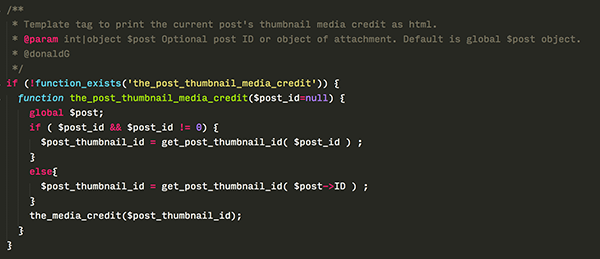 /**
 * Template tag to print the current post's thumbnail media credit as html.
 * @param int|object $post Optional post ID or object of attachment. Default is global $post object.
 * @donaldG
 */
if (!function_exists('the_post_thumbnail_media_credit')) {
  function the_post_thumbnail_media_credit($post_id=null) {
    global $post;
    if ( $post_id && $post_id != 0) {
      $post_thumbnail_id = get_post_thumbnail_id( $post_id ) ;
    }
    else{
      $post_thumbnail_id = get_post_thumbnail_id( $post->ID ) ;
    }
    the_media_credit($post_thumbnail_id);
  }
}